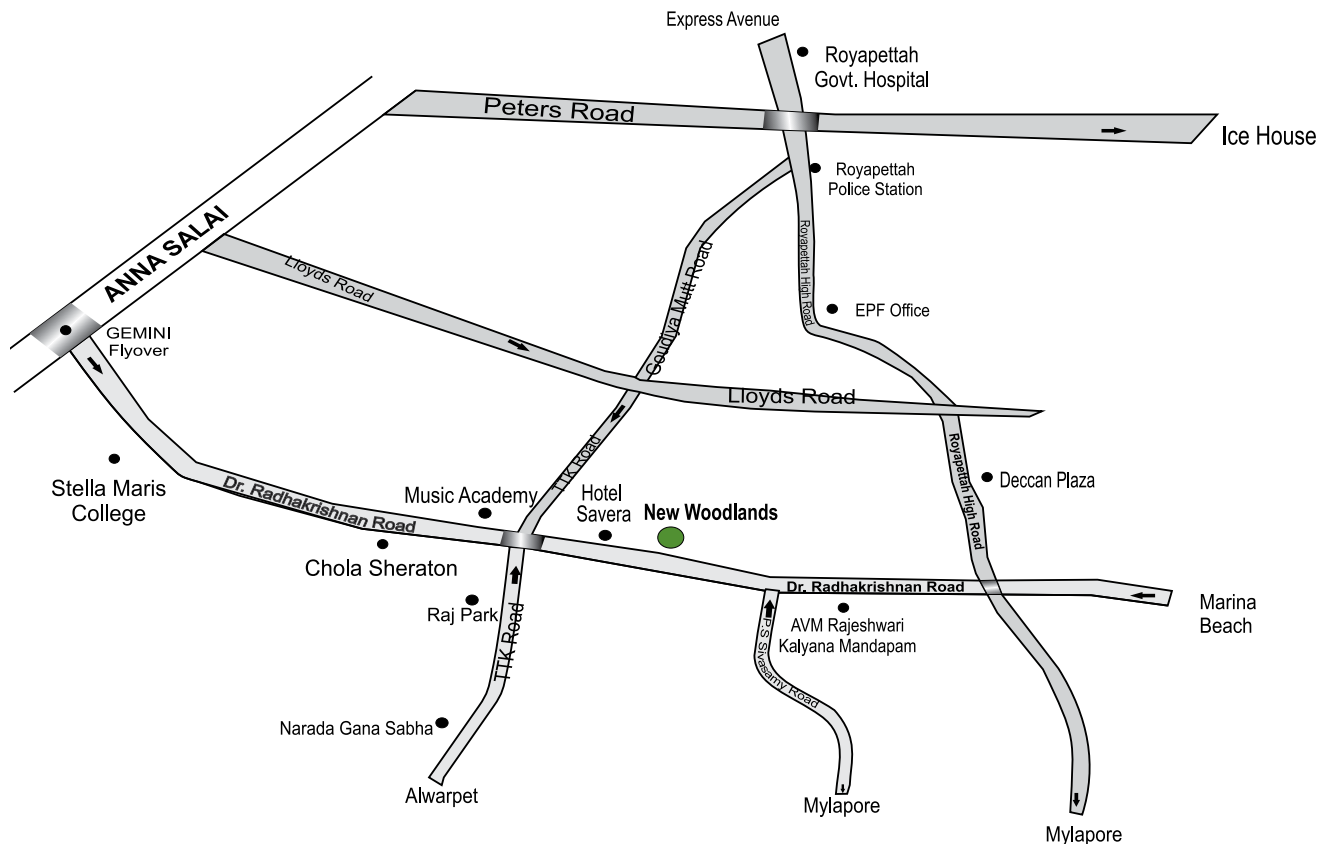 Express Avenue
Royapettah
Govt. Hospital
Peters Road
Ice House
Royapettah
Police Station
ANNA SALAI
Lloyds Road
Goudiya Mutt Road
Royapettah High Road
EPF Office
GEMINI
Flyover
Lloyds Road
TTK Road
Royapettah High Road
Deccan Plaza
Stella Maris
College
Dr. Radhakrishnan Road
Music Academy
Hotel
Savera
New Woodlands
Chola Sheraton
Dr. Radhakrishnan Road
Marina
Beach
Raj Park
TTK Road
P.S Sivasamy Road
AVM Rajeshwari
Kalyana Mandapam
Narada Gana Sabha
Alwarpet
Mylapore
Mylapore